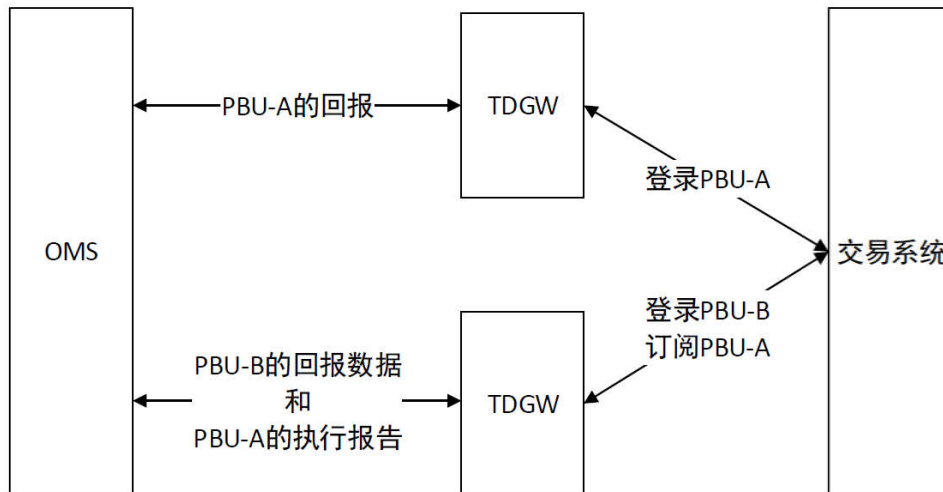 PBU-A的回报
TDGW
登录PBU-A
OMS
交易系统
登录PBU-B
订阅PBU-A
PBU-B的回报数据
和
PBU-A的执行报告
TDGW